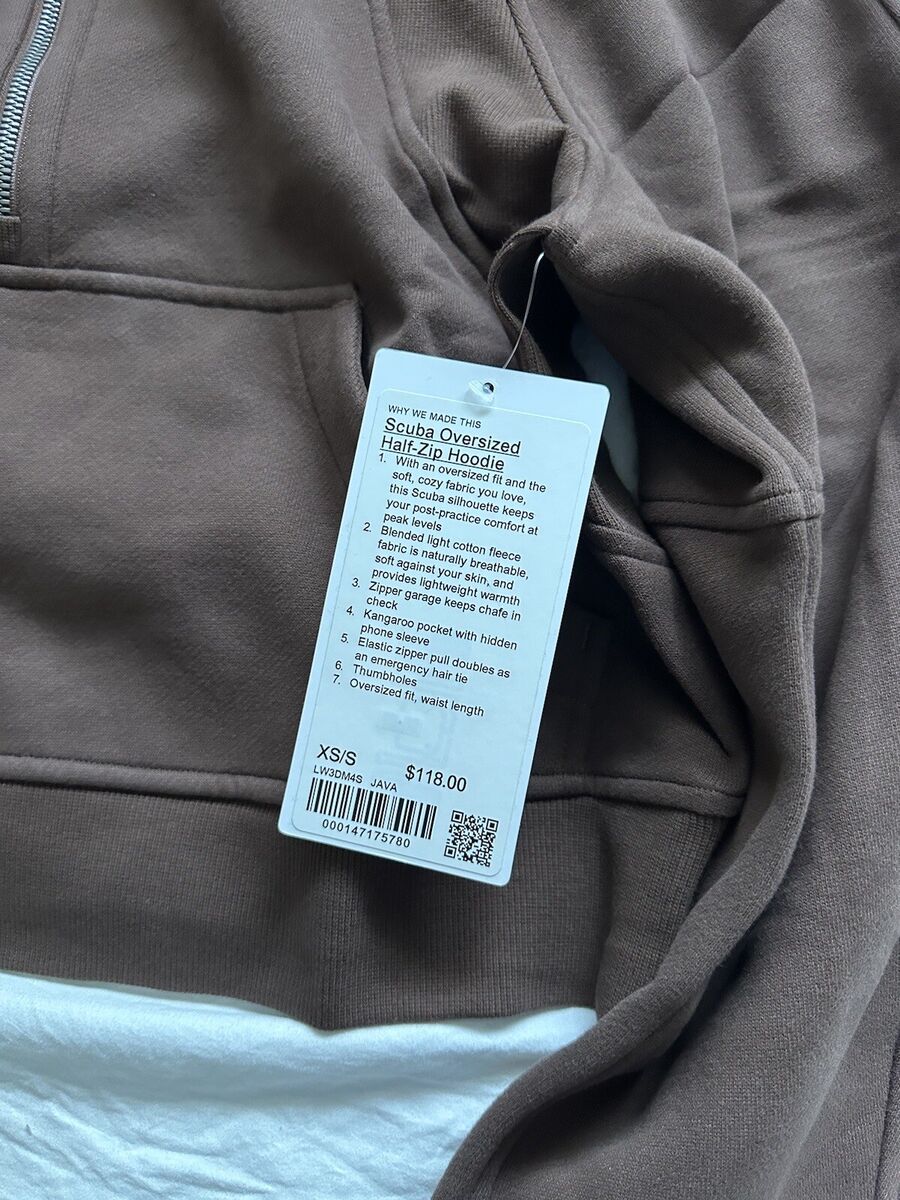 WHY WE MADE THIS
Scuba Oversized
Half-Zip Hoodie
1. With an oversized fit and the
soft, cozy fabric you love,
this Scuba silhouette keeps
your post-practice comfort at
peak levels
2. Blended light cotton fleece
fabric is naturally breathable,
soft against your skin, and
provides lightweight warmth
3. Zipper garage keeps chafe in
check
4. Kangaroo pocket with hidden
phone sleeve
5. Elastic zipper pull doubles as
an emergency hair tie
6. Thumbholes
7. Oversized fit, waist length
XS/S $118.00
LW3DM4S JAVA
000147175780